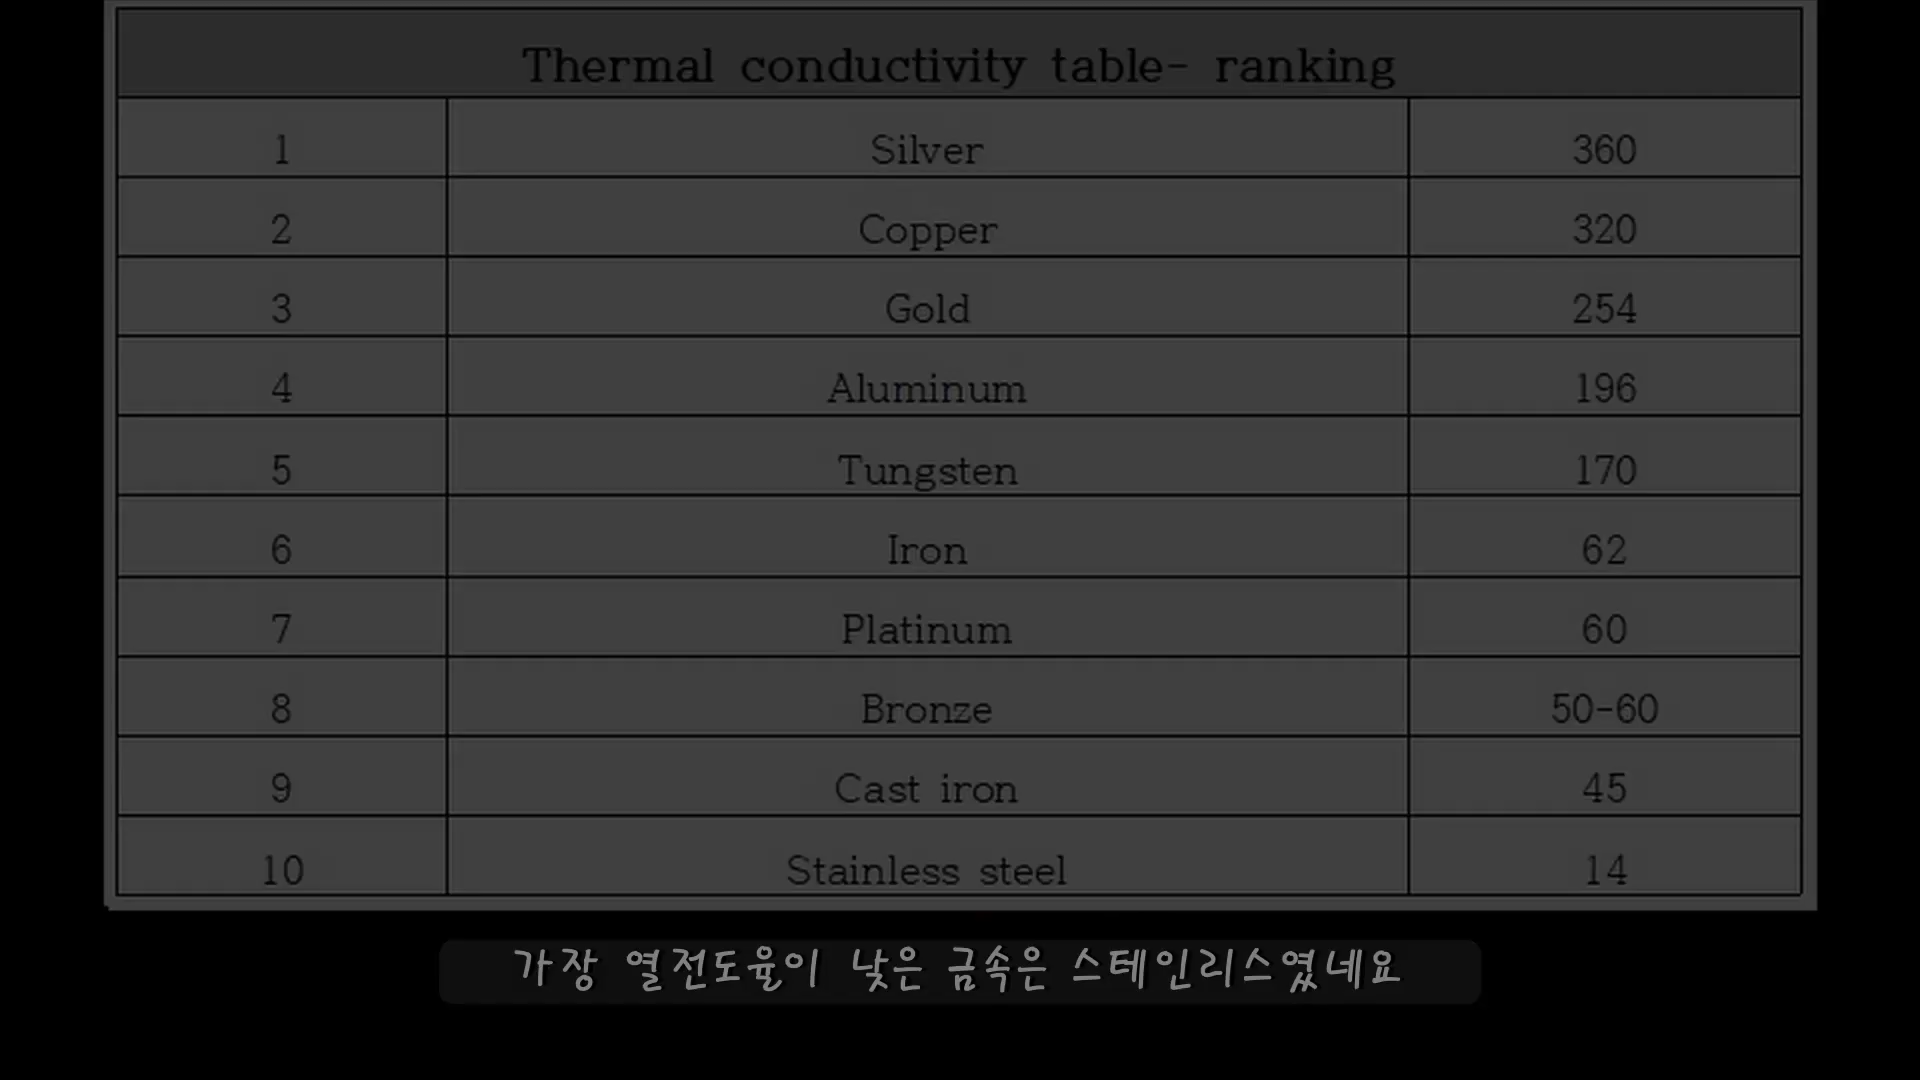 Thermal conductivity table- ranking
1 Silver 360
2 Copper 320
3 Gold 254
4 Aluminum 196
5 Tungsten 170
6 Iron 62
7 Platinum 60
8 Bronze 50-60
9 Cast iron 45
10 Stainless steel 14
가장 열전도율이 낮은 금속은 스테인리스였네요